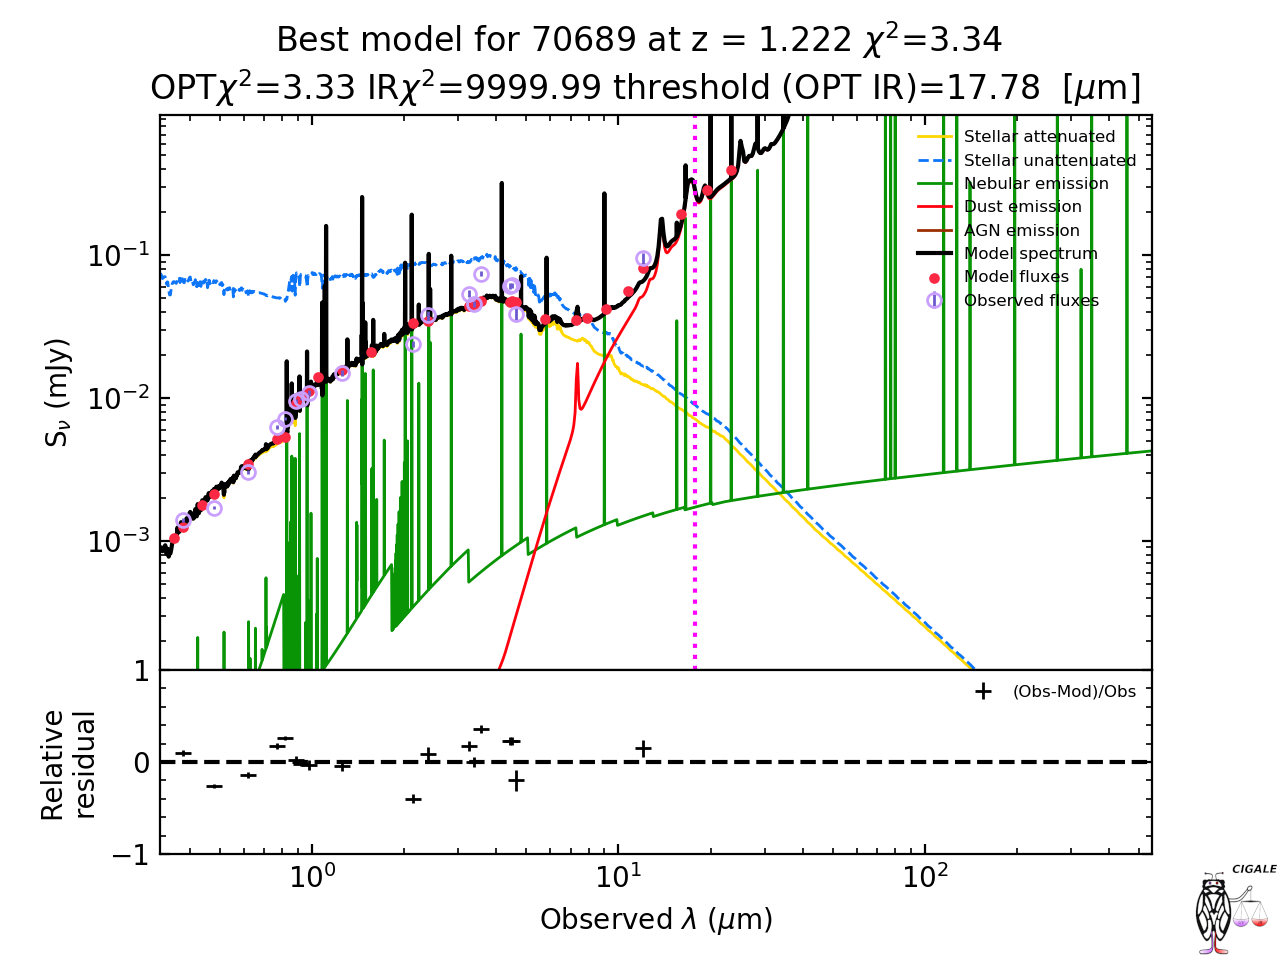 Best model for 70689 at z = 1.222 χ²=3.34
OPTχ²=3.33 IRχ²=9999.99 threshold (OPT IR)=17.78 [μm]
Stellar attenuated
Stellar unattenuated
Nebular emission
Dust emission
AGN emission
Model spectrum
Model fluxes
Observed fluxes
10⁻¹
10⁻²
10⁻³
S_ν (mJy)
1
0
−1
Relative
residual
(Obs-Mod)/Obs
10⁰ 10¹ 10²
Observed λ (μm)
CIGALE